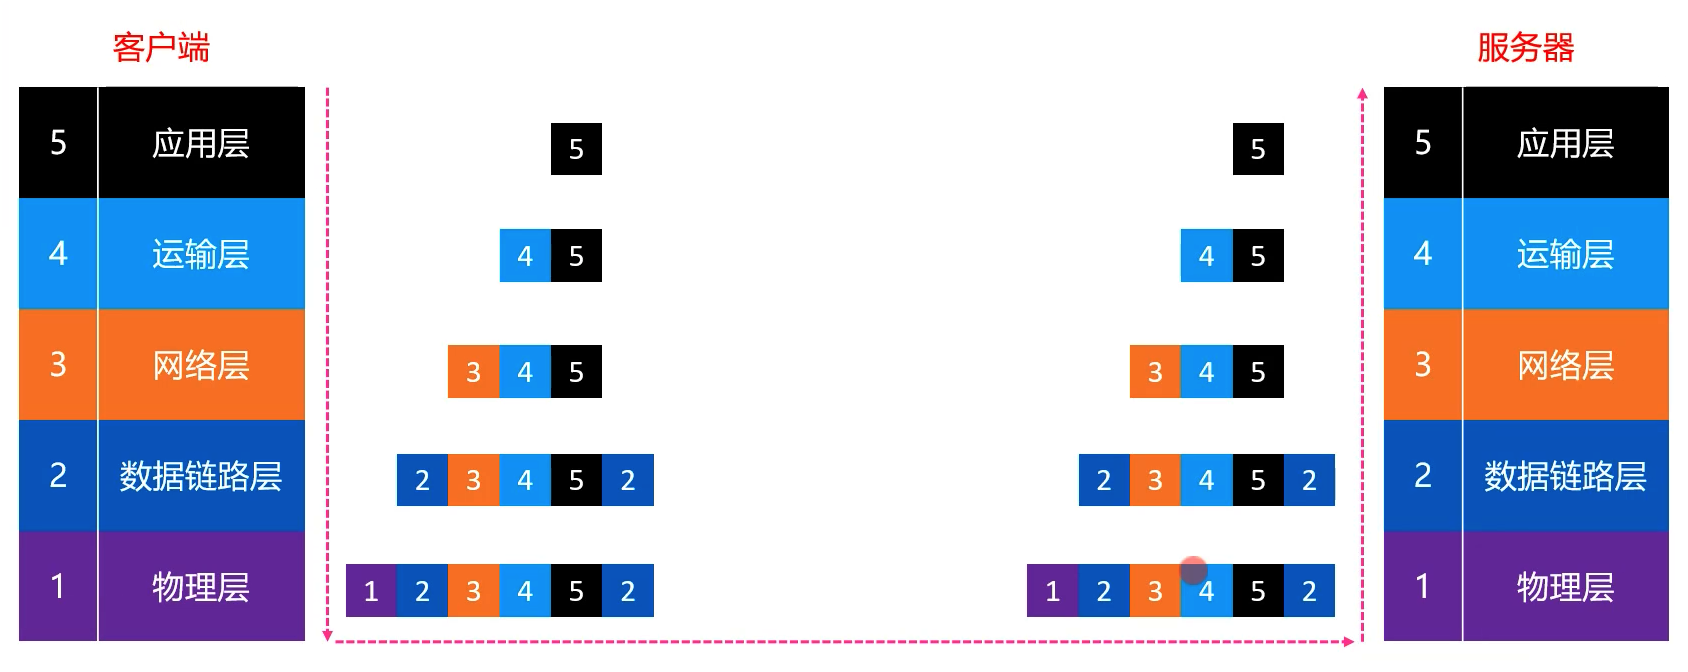 客户端
服务器
5 应用层 5 5 5 应用层
4 运输层 4 5 4 5 4 运输层
3 网络层 3 4 5 3 4 5 3 网络层
2 数据链路层 2 3 4 5 2 2 3 4 5 2 2 数据链路层
1 物理层 1 2 3 4 5 2 1 2 3 4 5 2 1 物理层